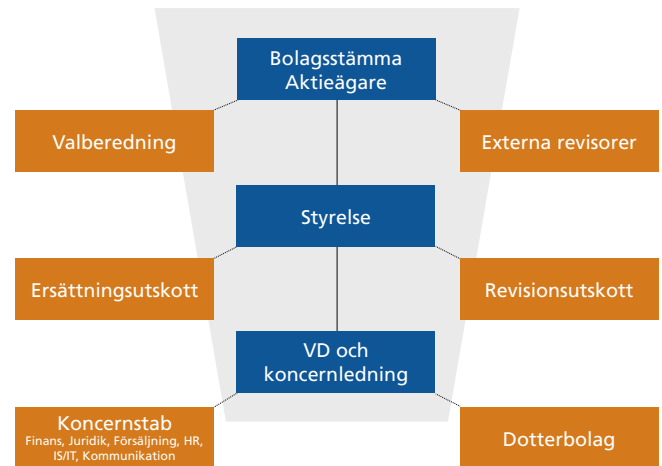 Bolagsstämma
Aktieägare
Valberedning
Externa revisorer
Styrelse
Ersättningsutskott
Revisionsutskott
VD och
koncernledning
Koncernstab
Finans, Juridik, Försäljning, HR,
IS/IT, Kommunikation
Dotterbolag